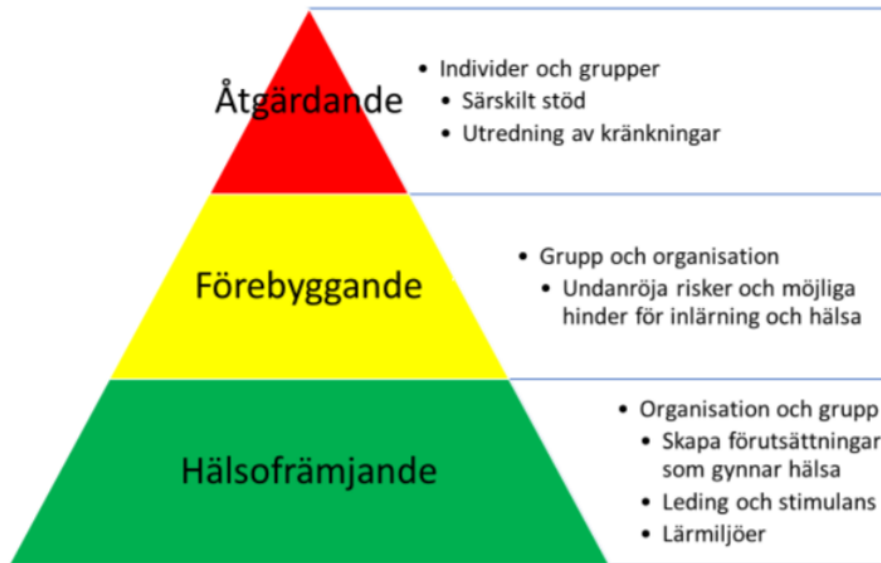 Åtgärdande
• Individer och grupper
• Särskilt stöd
• Utredning av kränkningar
Förebyggande
• Grupp och organisation
• Undanröja risker och möjliga
hinder för inlärning och hälsa
Hälsofrämjande
• Organisation och grupp
• Skapa förutsättningar
som gynnar hälsa
• Leding och stimulans
• Lärmiljöer